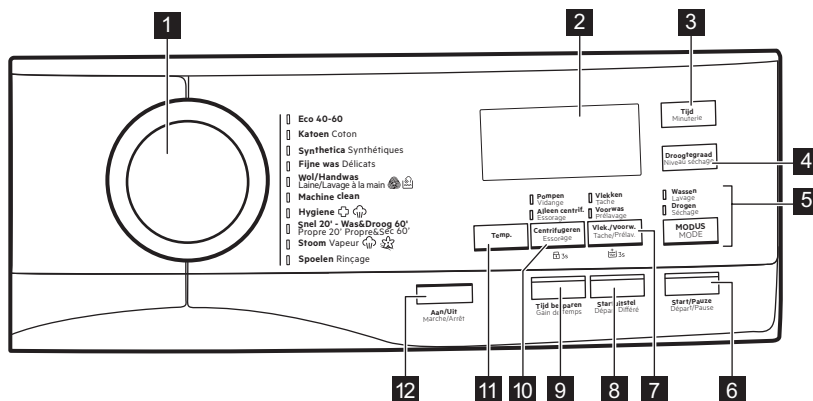 1
2
3
Tijd
Minuterie
Droogtegraad
Niveau séchage
4
Eco 40-60
Katoen Coton
Synthetica Synthétiques
Fijne was Délicats
Wol/Handwas
Laine/Lavage à la main
Machine clean
Hygiene
Snel 20' - Was&Droog 60'
Propre 20' Propre&Sec 60'
Stoom Vapeur
Spoelen Rinçage
Pompen
Vidange
Alleen centrif.
Essorage
Vlekken
Tache
Voorwas
Prélavage
Wassen
Lavage
Drogen
Séchage
5
Temp.
Centrifugeren
Essorage
Vlek./Voorw.
Tache/Prélav.
MODUS
MODE
3s
3s
Aan/Uit
Marche/Arrêt
Tijd besparen
Gain de temps
Startuitstel
Départ Différé
Start/Pauze
Départ/Pause
12
11
10
9
8
7
6